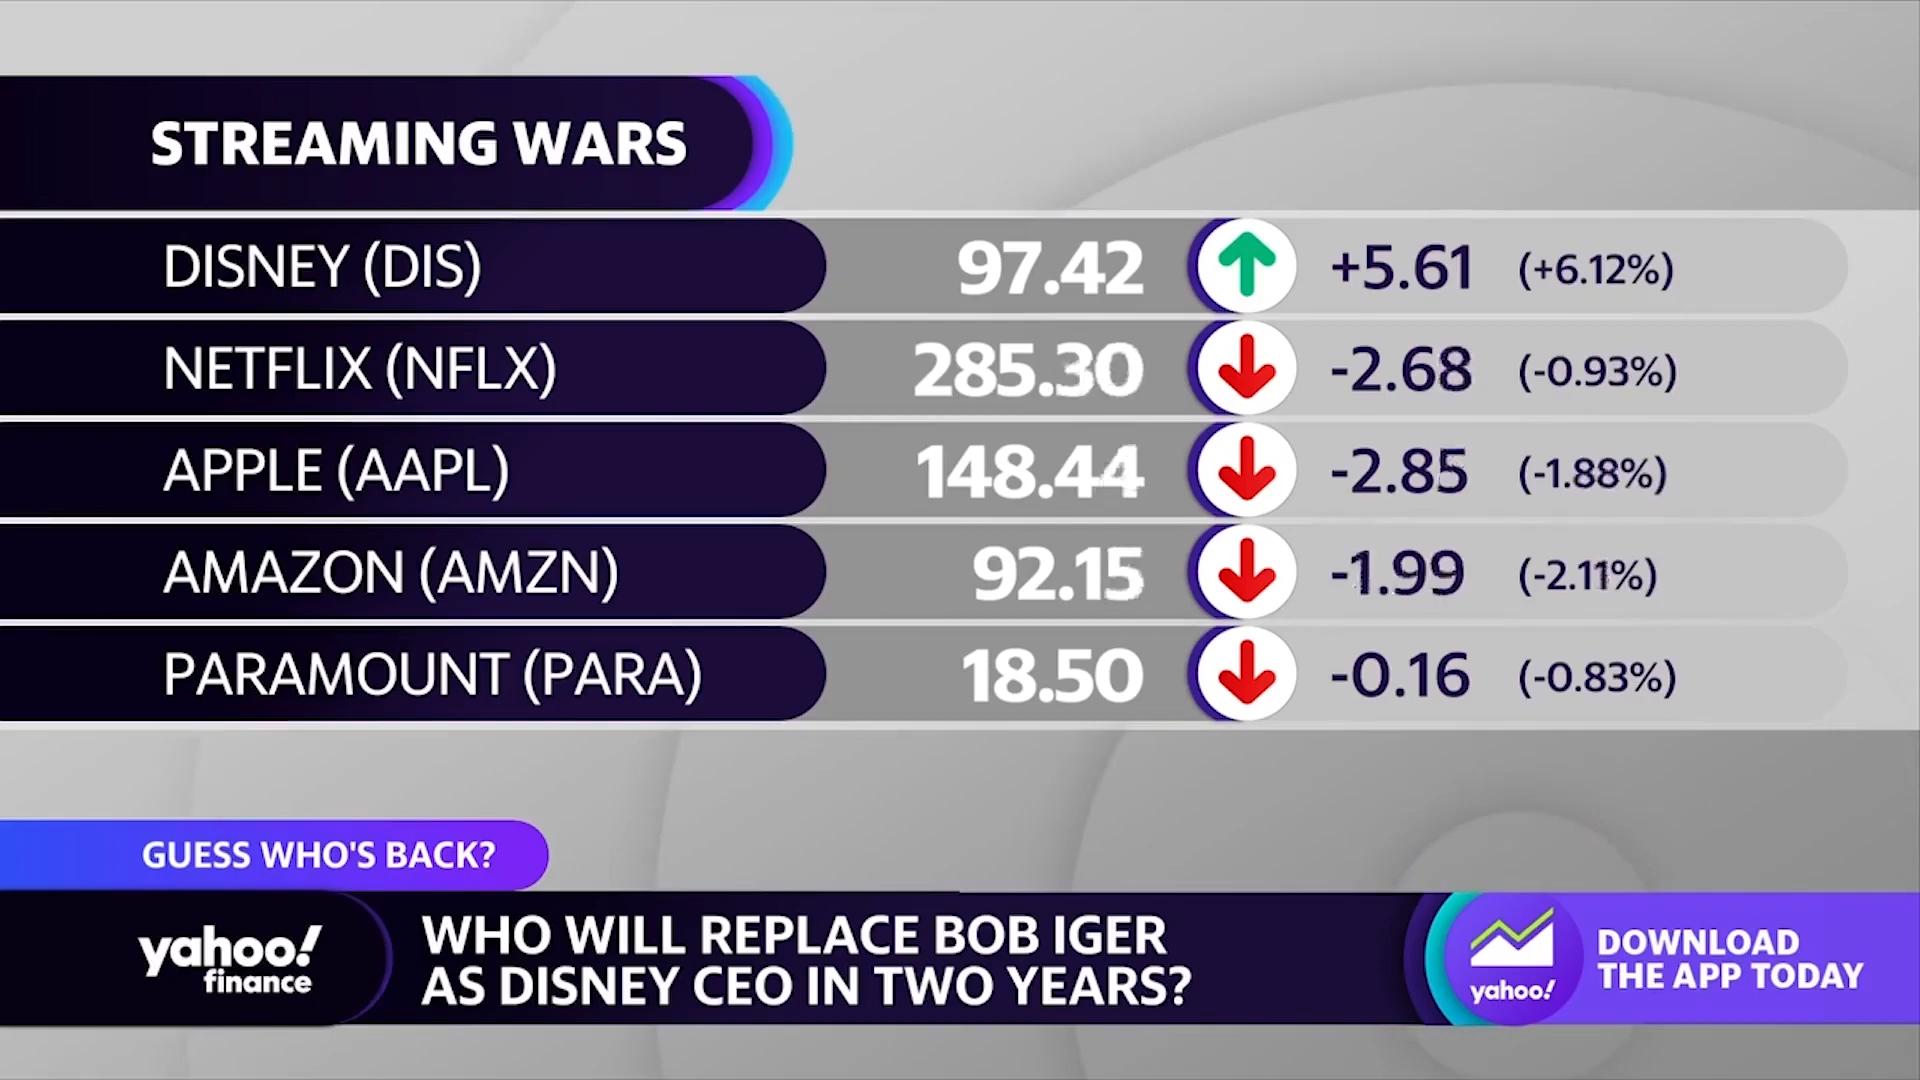 STREAMING WARS
DISNEY (DIS) 97.42 +5.61 (+6.12%)
NETFLIX (NFLX) 285.30 -2.68 (-0.93%)
APPLE (AAPL) 148.44 -2.85 (-1.88%)
AMAZON (AMZN) 92.15 -1.99 (-2.11%)
PARAMOUNT (PARA) 18.50 -0.16 (-0.83%)
GUESS WHO'S BACK?
yahoo!
finance
WHO WILL REPLACE BOB IGER
AS DISNEY CEO IN TWO YEARS?
yahoo!
DOWNLOAD
THE APP TODAY